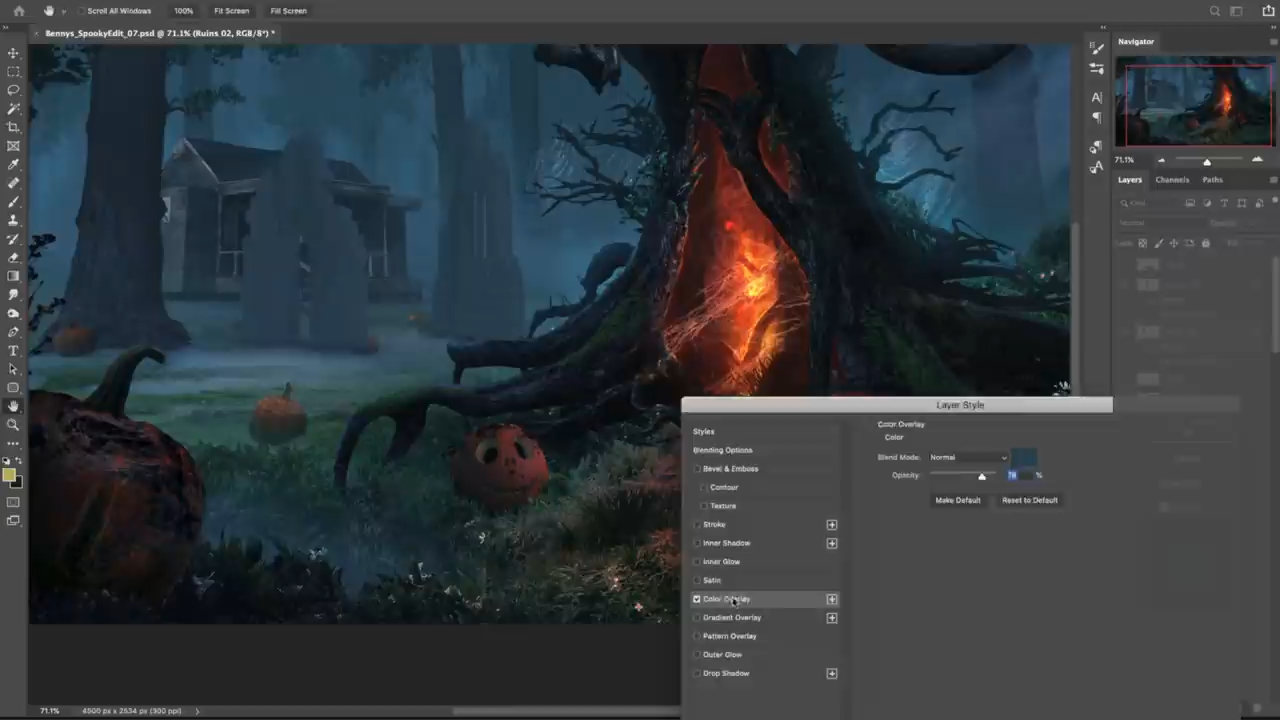 Scroll All Windows
100%
Fit Screen
Fill Screen
Bennys_SpookyEdit_07.psd @ 71.1% (Ruins 02, RGB/8*) *
Navigator
71.1%
Layers
Channels
Paths
Kind
Normal
Layer Style
Styles
Blending Options
Bevel & Emboss
Contour
Texture
Stroke
Inner Shadow
Inner Glow
Satin
Color Overlay
Gradient Overlay
Pattern Overlay
Outer Glow
Drop Shadow
Color Overlay
Color
Blend Mode:
Normal
Opacity:
78
%
Make Default
Reset to Default
71.1%
4500 px x 2534 px (300 ppi)